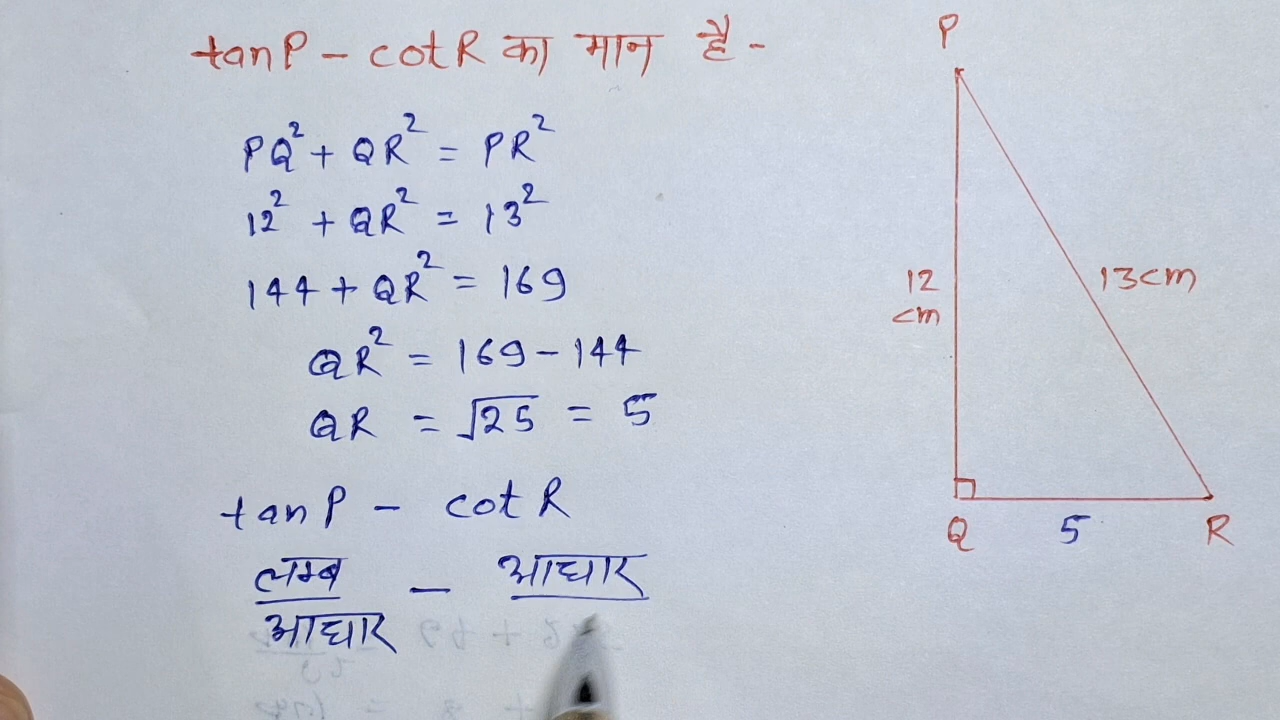 tanP - cotR का मान है -
PQ² + QR² = PR²
12² + QR² = 13²
144 + QR² = 169
QR² = 169 - 144
QR = √25 = 5
tanP - cotR
लम्ब - आधार
आधार
P
12
cm
13cm
Q 5 R